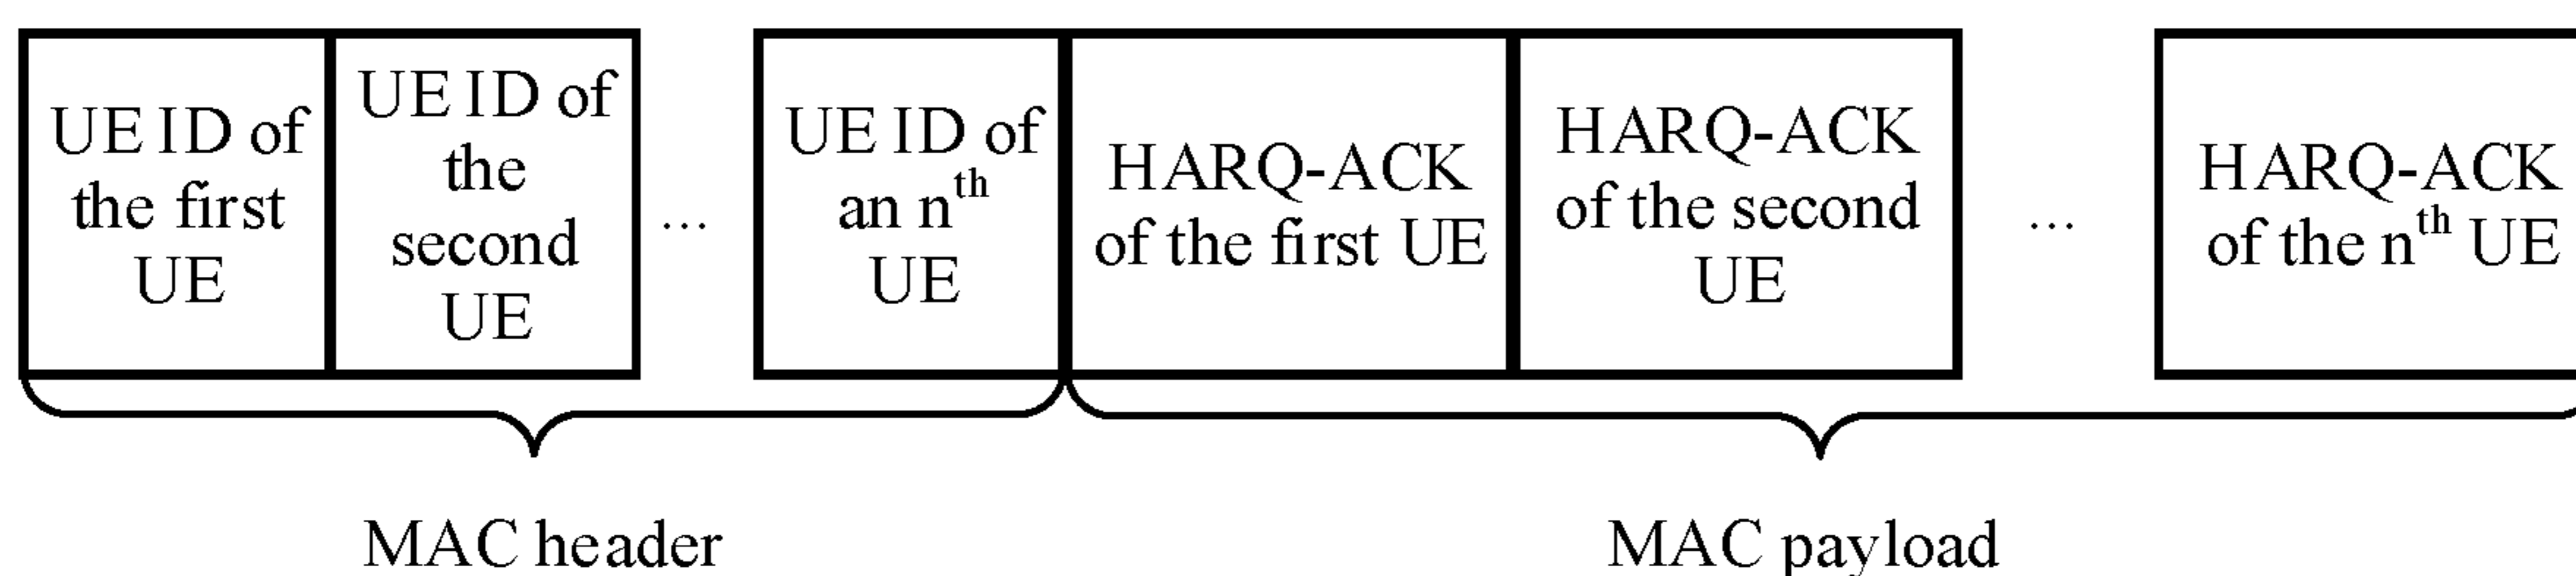 UE ID of
the first
UE
UE ID of
the
second
UE
...
UE ID of
an nth
UE
HARQ-ACK
of the first UE
HARQ-ACK
of the second
UE
...
HARQ-ACK
of the nth UE
MAC header
MAC payload